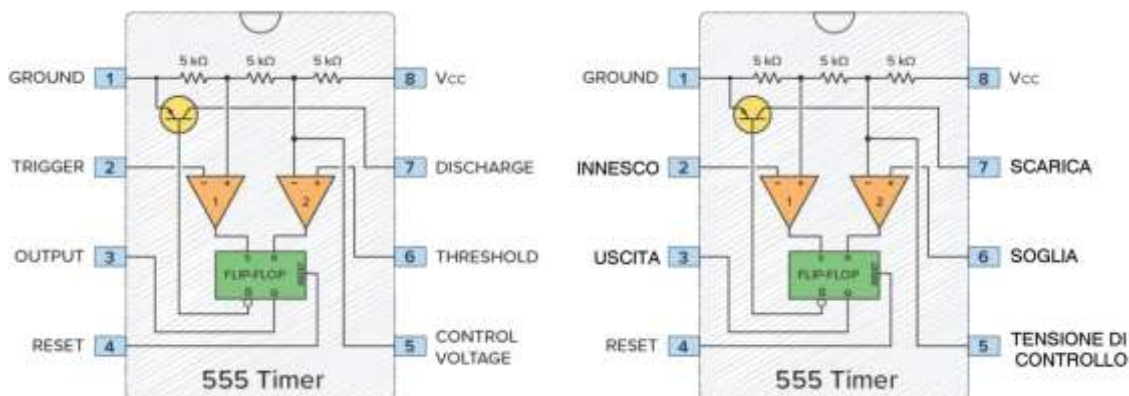 5 kΩ 5 kΩ 5 kΩ
GROUND 1
8 Vcc
TRIGGER 2
7 DISCHARGE
- +
- +
1
2
OUTPUT 3
6 THRESHOLD
FLIP-FLOP
RESET 4
5 CONTROL
VOLTAGE
555 Timer
5 kΩ 5 kΩ 5 kΩ
GROUND 1
8 Vcc
INNESCO 2
7 SCARICA
- +
- +
1
2
USCITA 3
6 SOGLIA
FLIP-FLOP
RESET 4
5 TENSIONE DI
CONTROLLO
555 Timer